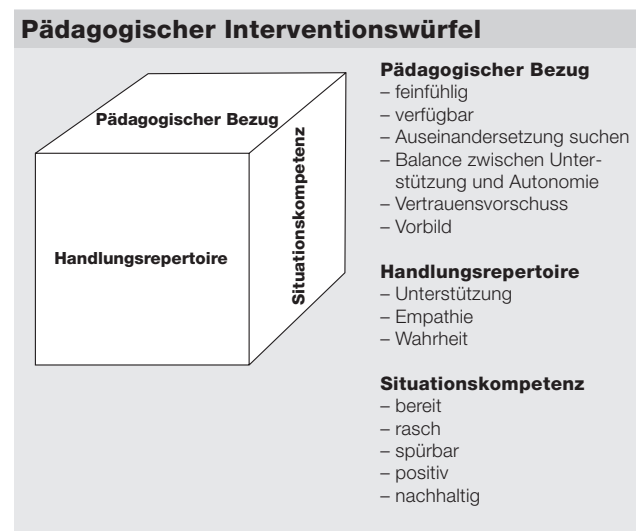 Pädagogischer Interventionswürfel
Pädagogischer Bezug
Handlungsrepertoire
Situationskompetenz
Pädagogischer Bezug
– feinfühlig
– verfügbar
– Auseinandersetzung suchen
– Balance zwischen Unter-
stützung und Autonomie
– Vertrauensvorschuss
– Vorbild
Handlungsrepertoire
– Unterstützung
– Empathie
– Wahrheit
Situationskompetenz
– bereit
– rasch
– spürbar
– positiv
– nachhaltig